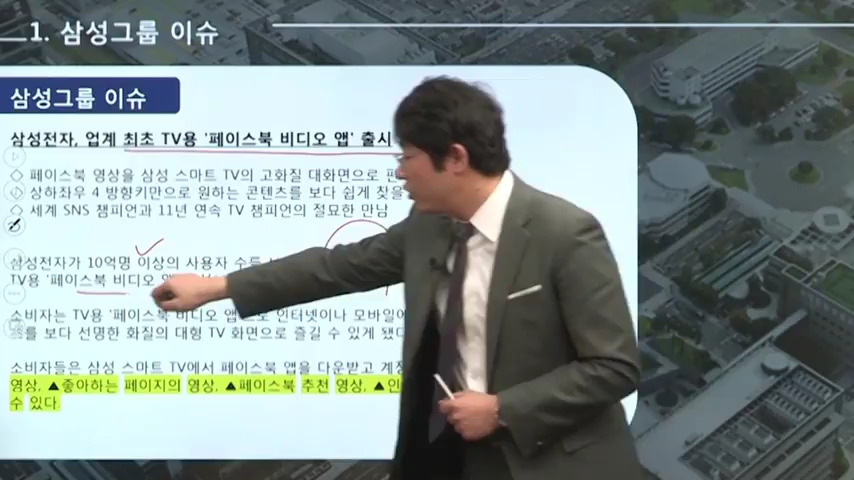 1. 삼성그룹 이슈
삼성그룹 이슈
삼성전자, 업계 최초 TV용 '페이스북 비디오 앱' 출시
◇ 페이스북 영상을 삼성 스마트 TV의 고화질 대화면으로
◇ 상하좌우 4 방향키만으로 원하는 콘텐츠를 보다 쉽게 찾을
◇ 세계 SNS 챔피언과 11년 연속 TV 챔피언의 절묘한 만남
삼성전자가 10억명 이상의 사용자 수를
TV용 '페이스북 비디오
소비자는 TV용 '페이스북 비디오 앱'으로 인터넷이나 모바일
보다 선명한 화질의 대형 TV 화면으로 즐길 수 있게 됐다
소비자들은 삼성 스마트 TV에서 페이스북 앱을 다운받고
영상, ▲좋아하는 페이지의 영상, ▲페이스북 추천 영상, ▲인
수 있다.